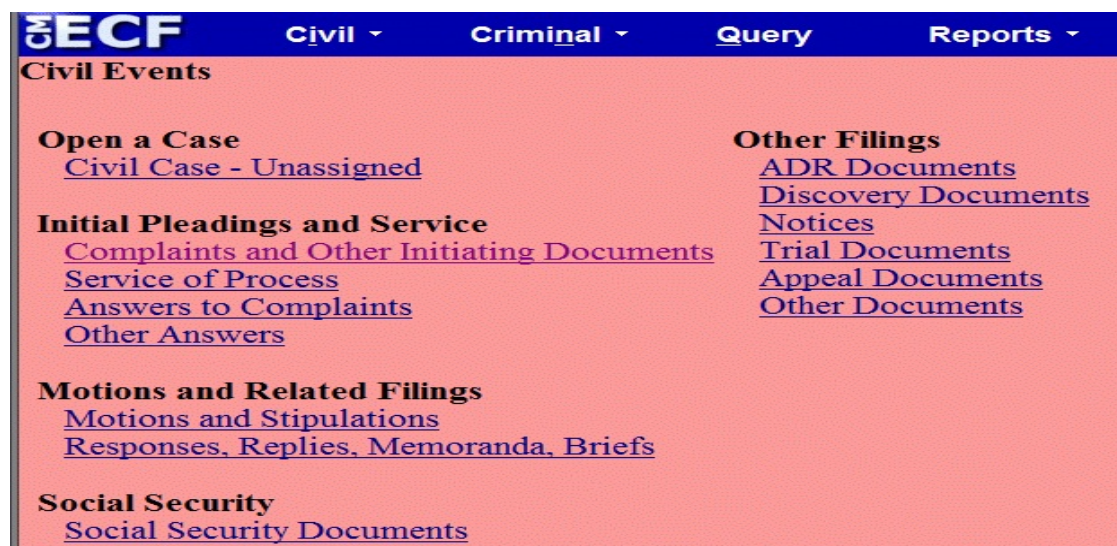 CM ECF Civil Criminal Query Reports
Civil Events
Open a Case
Civil Case - Unassigned
Initial Pleadings and Service
Complaints and Other Initiating Documents
Service of Process
Answers to Complaints
Other Answers
Motions and Related Filings
Motions and Stipulations
Responses, Replies, Memoranda, Briefs
Social Security
Social Security Documents
Other Filings
ADR Documents
Discovery Documents
Notices
Trial Documents
Appeal Documents
Other Documents